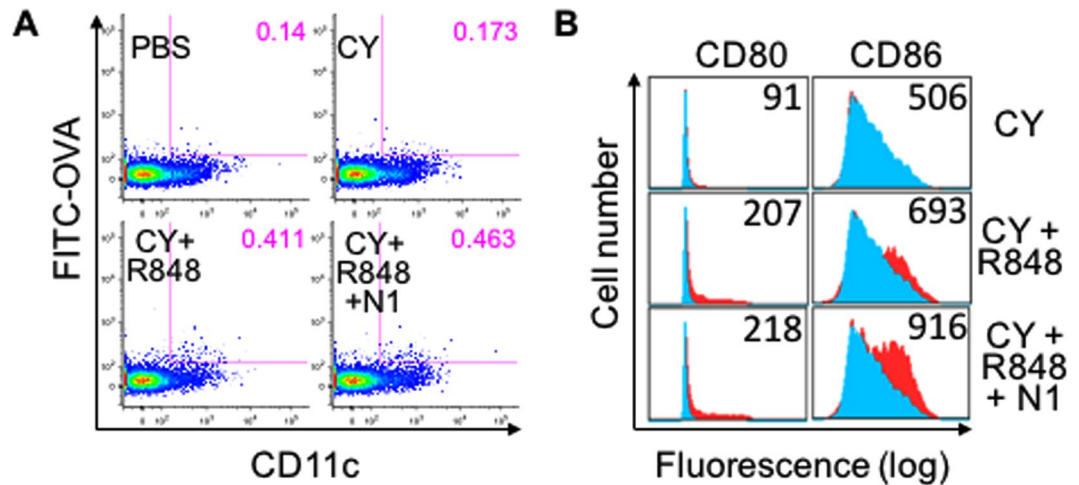 A
B
PBS
0.14
CY
0.173
CY+
R848
0.411
CY+
R848
+N1
0.463
FITC-OVA
CD11c
CD80
CD86
91
506
CY
207
693
CY +
R848
218
916
CY +
R848
+ N1
Cell number
Fluorescence (log)